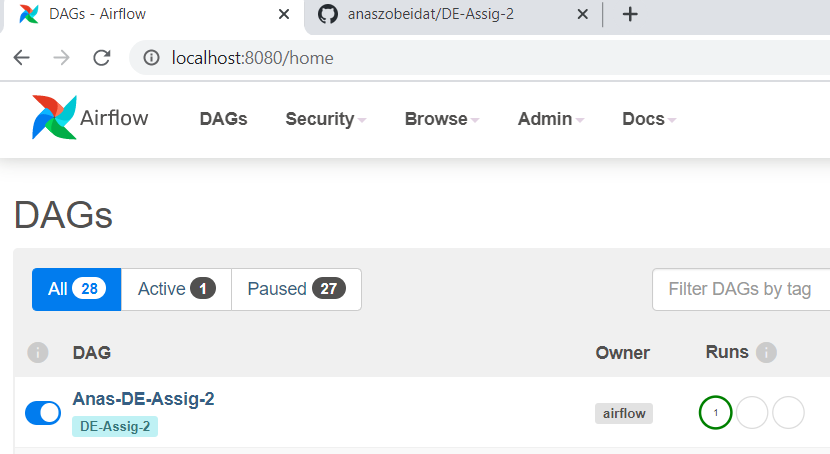 DAGs - Airflow
anaszobeidat/DE-Assig-2
localhost:8080/home
Airflow DAGs Security Browse Admin Docs
DAGs
All 28 Active 1 Paused 27 Filter DAGs by tag
i DAG Owner Runs i
Anas-DE-Assig-2
airflow 1
DE-Assig-2